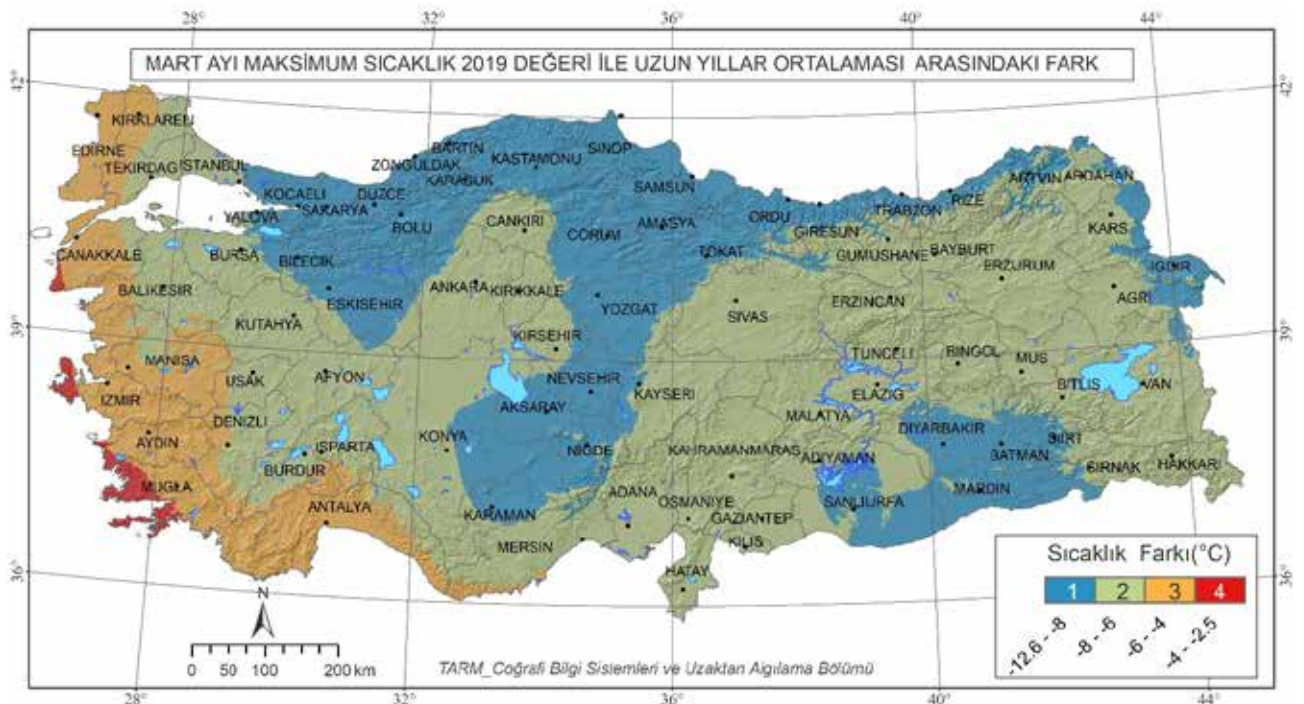 28° 32° 36° 40° 44°
MART AYI MAKSİMUM SICAKLIK 2019 DEĞERİ İLE UZUN YILLAR ORTALAMASI ARASINDAKI FARK
42° 42°
KIRKLARELİ
EDIRNE
TEKIRDAG
ISTANBUL
ZONGULDAK
BARTIN
KASTAMONU
SINOP
KARABUK
KOCAELI
SAKARYA
DUZCE
BOLU
YALOVA
SAMSUN
ORDU
GIRESUN
TRABZON
RIZE
ARTVIN
ARDAHAN
CANKIRI
CORUM
AMASYA
TOKAT
GUMUSHANE
BAYBURT
ERZURUM
KARS
IGDIR
CANAKKALE
BURSA
BILECIK
BALIKESIR
ESKISEHIR
ANKARA
KIRIKKALE
YOZGAT
SIVAS
ERZINCAN
AGRI
39° 39°
KUTAHYA
KIRSEHIR
TUNCELI
BINGOL
MUS
MANISA
USAK
AFYON
NEVSEHIR
KAYSERI
ELAZIG
BITLIS
VAN
IZMIR
AKSARAY
MALATYA
DENIZLI
DIYARBAKIR
AYDIN
ISPARTA
KONYA
NIGDE
KAHRAMANMARAS
ADIYAMAN
BATMAN
SIIRT
BURDUR
SIRNAK
HAKKARI
MUGLA
ANTALYA
KARAMAN
ADANA
OSMANIYE
SANLIURFA
MARDIN
GAZIANTEP
MERSIN
KILIS
HATAY
36° 36°
Sıcaklık Farkı(°C)
1 2 3 4
-12.6 - -8
-8 - -6
-6 - -4
-4 - -2.5
N
0 50 100 200 km
TARM_Coğrafi Bilgi Sistemleri ve Uzaktan Algılama Bölümü
28° 32° 36° 40° 44°